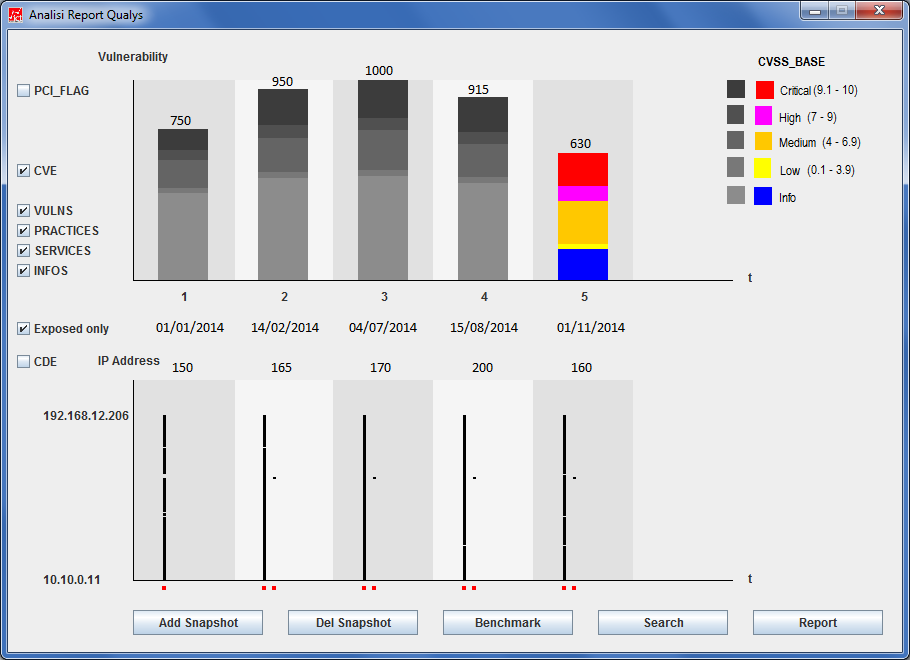 Analisi Report Qualys
Vulnerability
CVSS_BASE
PCI_FLAG
CVE
VULNS
PRACTICES
SERVICES
INFOS
750
950
1000
915
630
Critical (9.1 - 10)
High (7 - 9)
Medium (4 - 6.9)
Low (0.1 - 3.9)
Info
t
1 2 3 4 5
Exposed only 01/01/2014 14/02/2014 04/07/2014 15/08/2014 01/11/2014
CDE IP Address 150 165 170 200 160
192.168.12.206
10.10.0.11
t
Add Snapshot Del Snapshot Benchmark Search Report